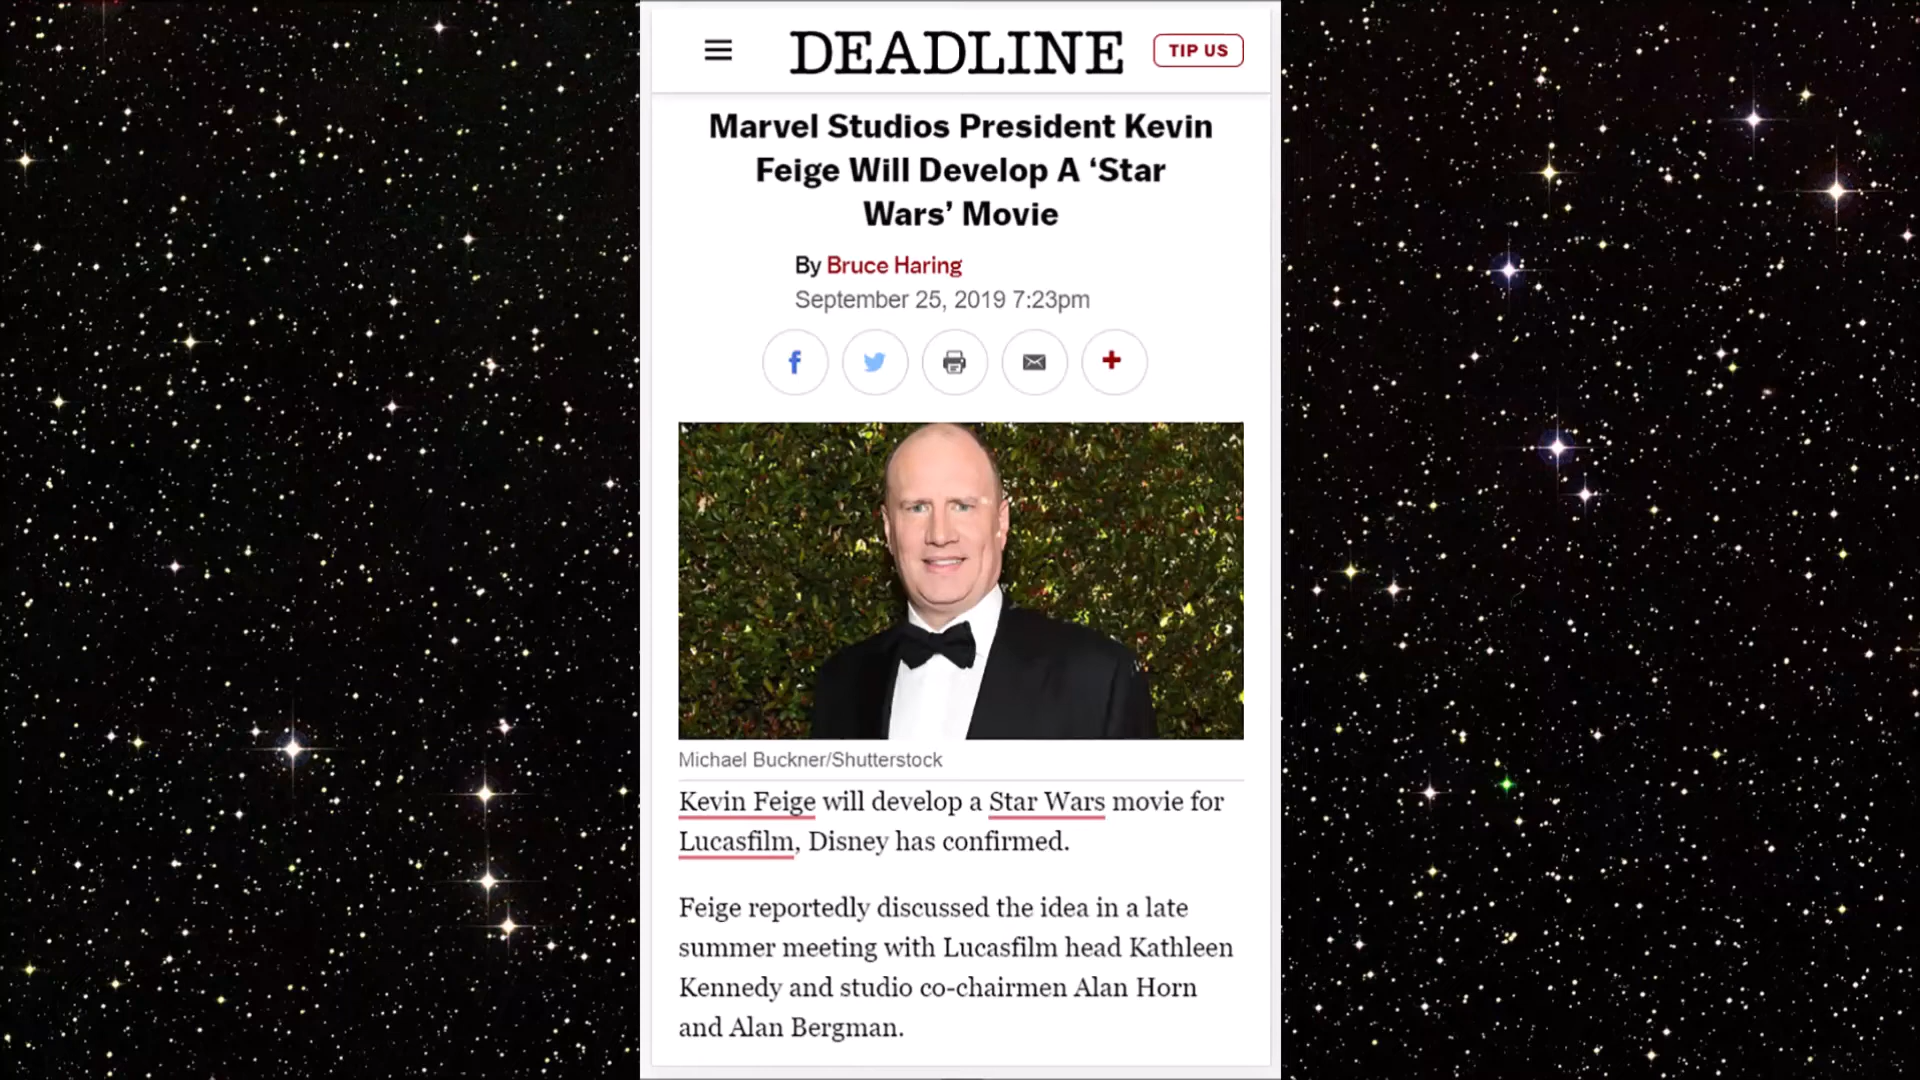 DEADLINE
TIP US
Marvel Studios President Kevin
Feige Will Develop A ‘Star
Wars’ Movie
By Bruce Haring
September 25, 2019 7:23pm
Michael Buckner/Shutterstock
Kevin Feige will develop a Star Wars movie for
Lucasfilm, Disney has confirmed.
Feige reportedly discussed the idea in a late
summer meeting with Lucasfilm head Kathleen
Kennedy and studio co-chairmen Alan Horn
and Alan Bergman.